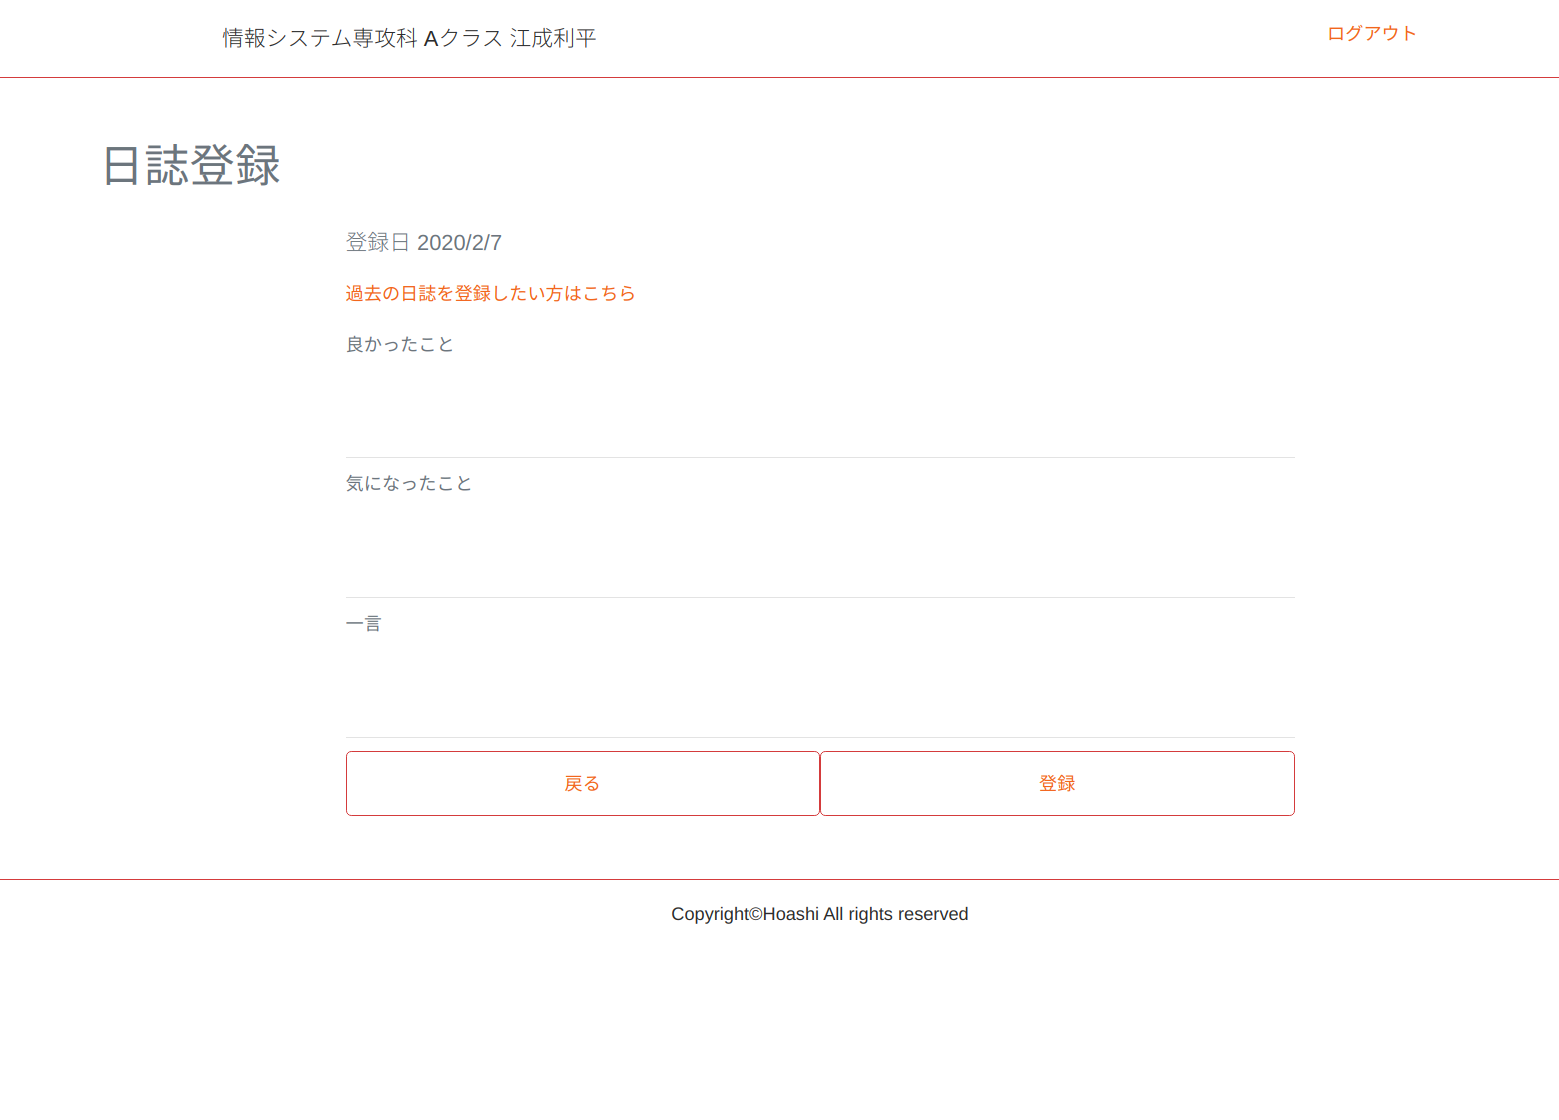 情報システム専攻科 Aクラス 江成利平
ログアウト
日誌登録
登録日 2020/2/7
過去の日誌を登録したい方はこちら
良かったこと
気になったこと
一言
戻る
登録
Copyright©Hoashi All rights reserved